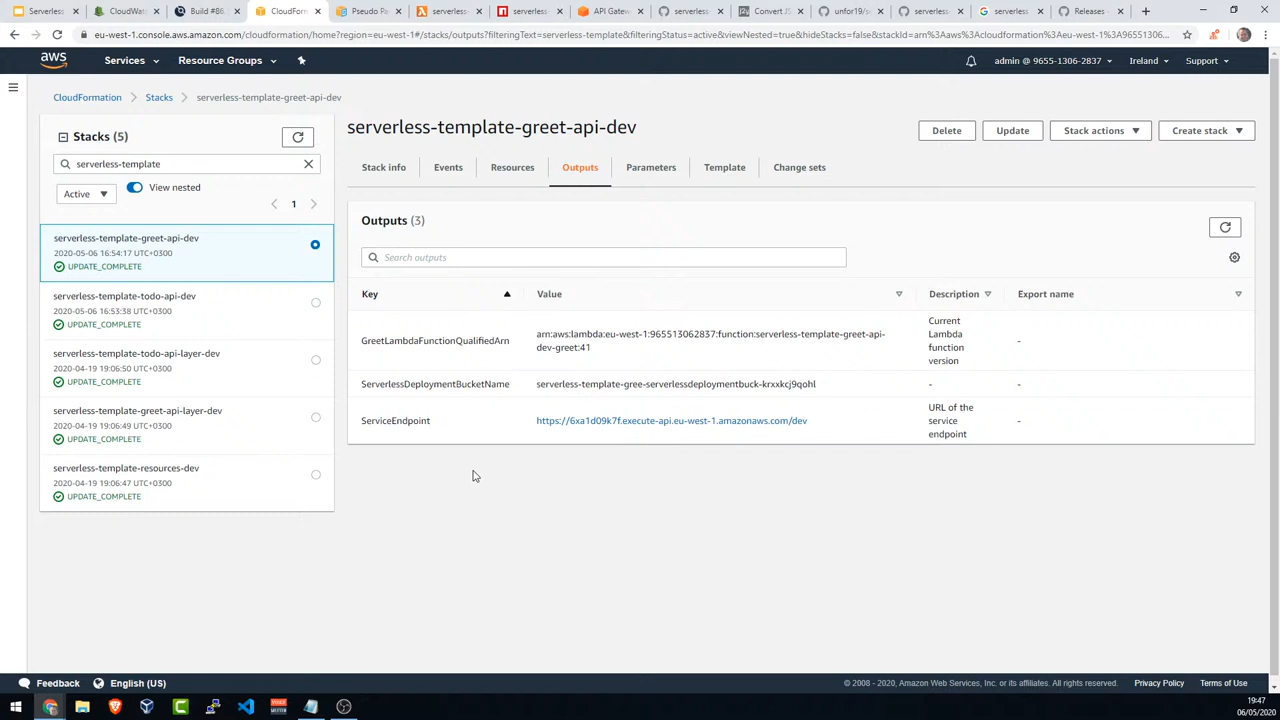 Serverless
CloudWat
Build #86
CloudForm
Pseudo Pa
serverless-
serverless-
API Gatew
serverless-
Convert JS
unfor19/s
serverless-
serverless
Releases -
eu-west-1.console.aws.amazon.com/cloudformation/home?region=eu-west-1#/stacks/outputs?filteringText=serverless-template&filteringStatus=active&viewNested=true&hideStacks=false&stackId=arn%3Aaws%3Acloudformation%3Aeu-west-1%3A965513062...
aws
Services
Resource Groups
admin @ 9655-1306-2837
Ireland
Support
CloudFormation
Stacks
serverless-template-greet-api-dev
Stacks (5)
serverless-template
Active
View nested
1
serverless-template-greet-api-dev
2020-05-06 16:54:17 UTC+0300
UPDATE_COMPLETE
serverless-template-todo-api-dev
2020-05-06 16:53:38 UTC+0300
UPDATE_COMPLETE
serverless-template-todo-api-layer-dev
2020-04-19 19:06:50 UTC+0300
UPDATE_COMPLETE
serverless-template-greet-api-layer-dev
2020-04-19 19:06:49 UTC+0300
UPDATE_COMPLETE
serverless-template-resources-dev
2020-04-19 19:06:47 UTC+0300
UPDATE_COMPLETE
serverless-template-greet-api-dev
Delete
Update
Stack actions
Create stack
Stack info
Events
Resources
Outputs
Parameters
Template
Change sets
Outputs (3)
Search outputs
Key
Value
Description
Export name
GreetLambdaFunctionQualifiedArn
arn:aws:lambda:eu-west-1:965513062837:function:serverless-template-greet-api-
dev-greet:41
Current
Lambda
function
version
-
ServerlessDeploymentBucketName
serverless-template-gree-serverlessdeploymentbuck-krxxkcj9qohl
-
-
ServiceEndpoint
https://6xa1d09k7f.execute-api.eu-west-1.amazonaws.com/dev
URL of the
service
endpoint
-
Feedback
English (US)
© 2008 - 2020, Amazon Web Services, Inc. or its affiliates. All rights reserved.
Privacy Policy
Terms of Use
19:47
06/05/2020